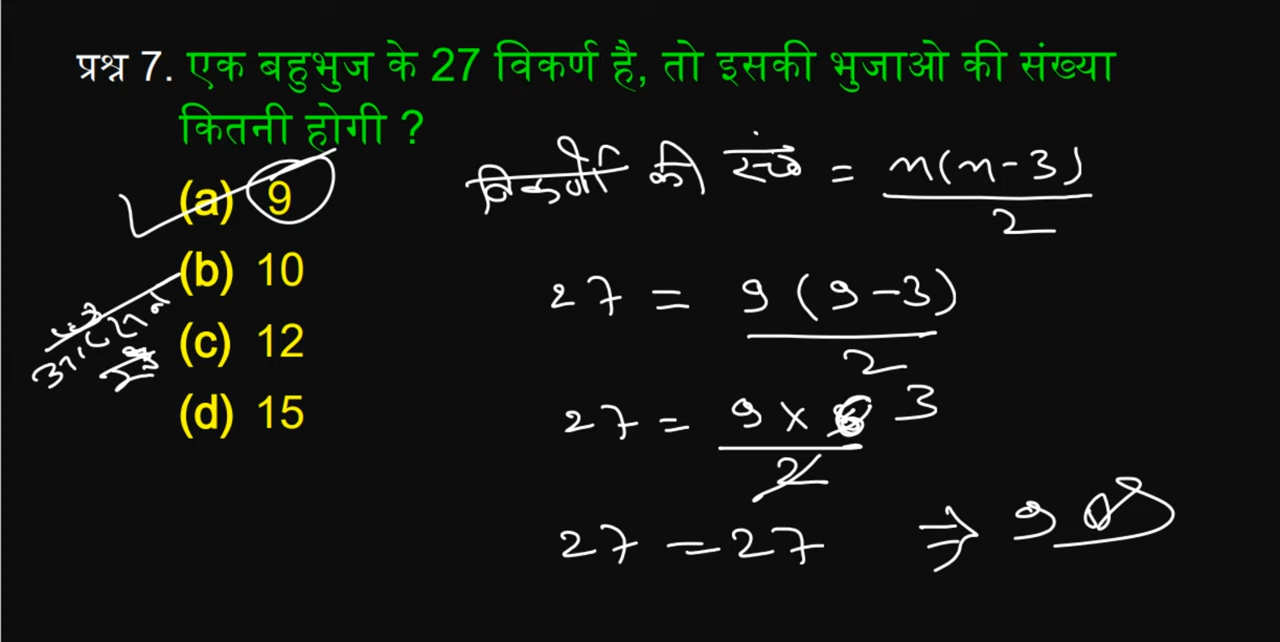 प्रश्न 7. एक बहुभुज के 27 विकर्ण है, तो इसकी भुजाओ की संख्या
कितनी होगी ?
(a) 9
(b) 10
(c) 12
(d) 15
विकर्णो की = n(n-3)
2
27 = 9(9-3)
2
27 = 9 × 6 3
2
27 = 27 ⇒ 9